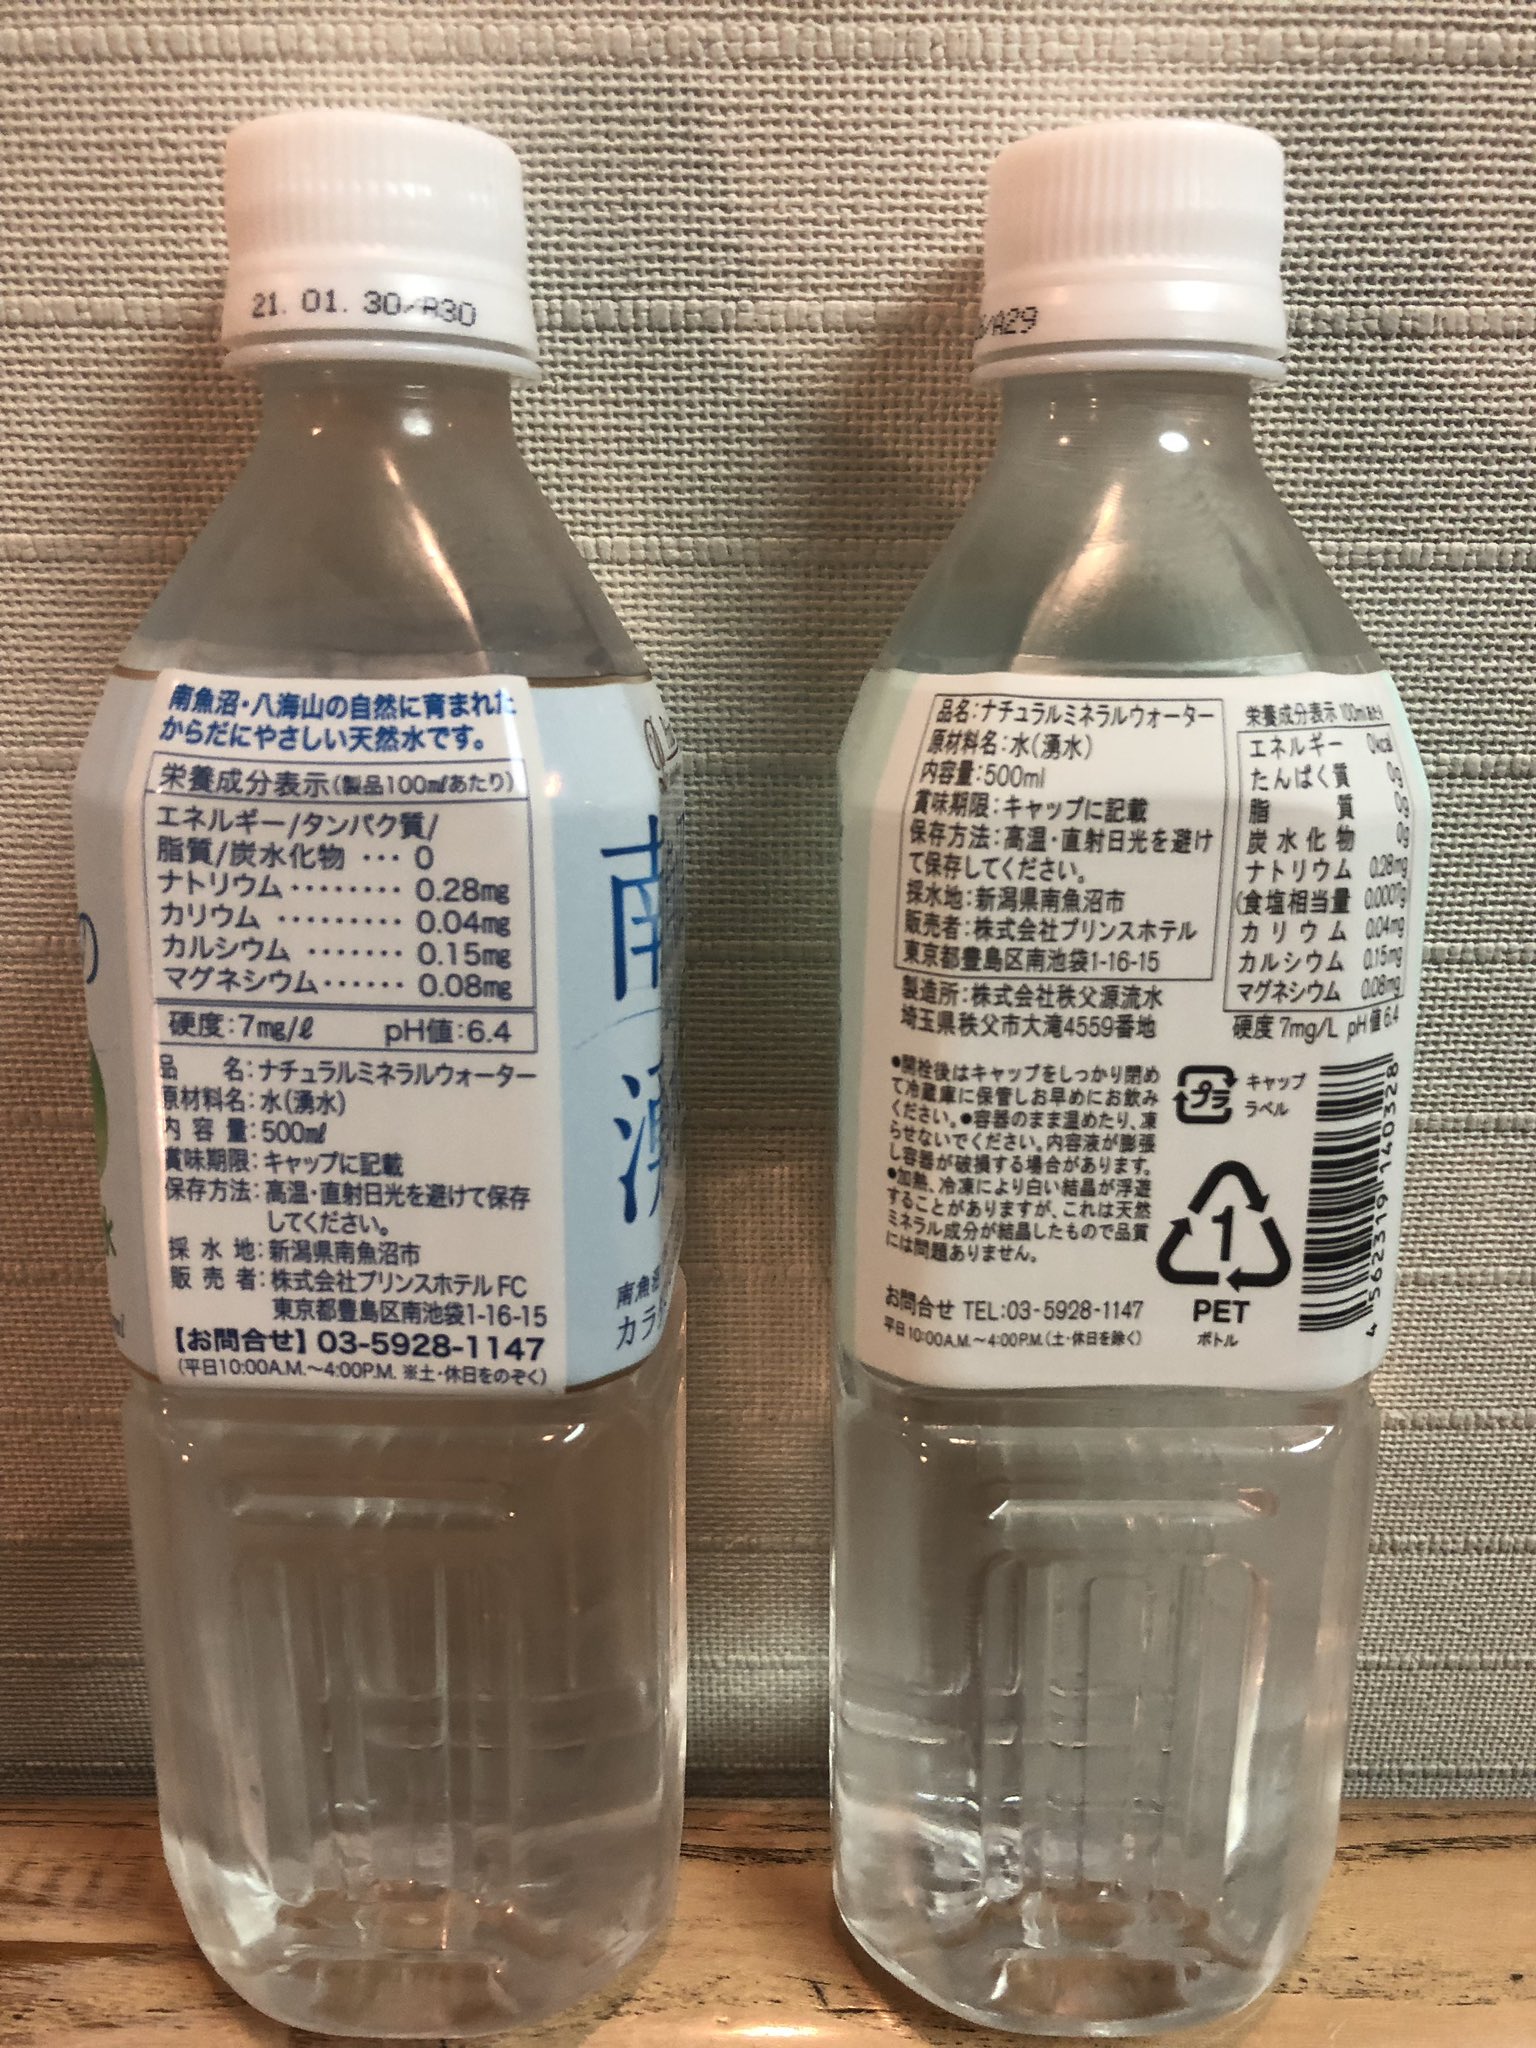 21. 01. 30/A30
南魚沼・八海山の自然に育まれた
からだにやさしい天然水です。
栄養成分表示(製品100mlあたり)
エネルギー/タンパク質/
脂質/炭水化物 … 0
ナトリウム‥‥‥‥ 0.28mg
カリウム ‥‥‥‥‥ 0.04mg
カルシウム ‥‥‥‥ 0.15mg
マグネシウム‥‥‥ 0.08mg
硬度:7mg/ℓ pH値:6.4
品 名:ナチュラルミネラルウォーター
原材料名:水(湧水)
内容量:500ml
賞味期限:キャップに記載
保存方法:高温・直射日光を避けて保存
してください。
採水地:新潟県南魚沼市
販売者:株式会社プリンスホテルFC
東京都豊島区南池袋1-16-15
【お問合せ】03-5928-1147
(平日10:00A.M.～4:00P.M. ※土・休日をのぞく)
南
湧
南魚沼
カラ
/A29
品名:ナチュラルミネラルウォーター
原材料名:水(湧水)
内容量:500ml
賞味期限:キャップに記載
保存方法:高温・直射日光を避け
て保存してください。
採水地:新潟県南魚沼市
販売者:株式会社プリンスホテル
東京都豊島区南池袋1-16-15
製造所:株式会社秩父源流水
埼玉県秩父市大滝4559番地
栄養成分表示 100mlあたり
エネルギー 0kcal
たんぱく質 0g
脂質 0g
炭水化物 0g
ナトリウム 0.28mg
(食塩相当量 0.0007g
カリウム 0.04mg
カルシウム 0.15mg
マグネシウム 0.08mg
硬度 7mg/L pH値 6.4
●開栓後はキャップをしっかり閉め
て冷蔵庫に保管しお早めにお飲み
ください。●容器のまま温めたり、凍
らせないでください。内容液が膨張
し容器が破損する場合があります。
●加熱、冷凍により白い結晶が浮遊
することがありますが、これは天然
ミネラル成分が結晶したもので品質
には問題ありません。
プラ
キャップ
ラベル
1
PET
ボトル
4 562319 140328
お問合せ TEL:03-5928-1147
平日10:00A.M.～4:00P.M.(土・休日を除く)